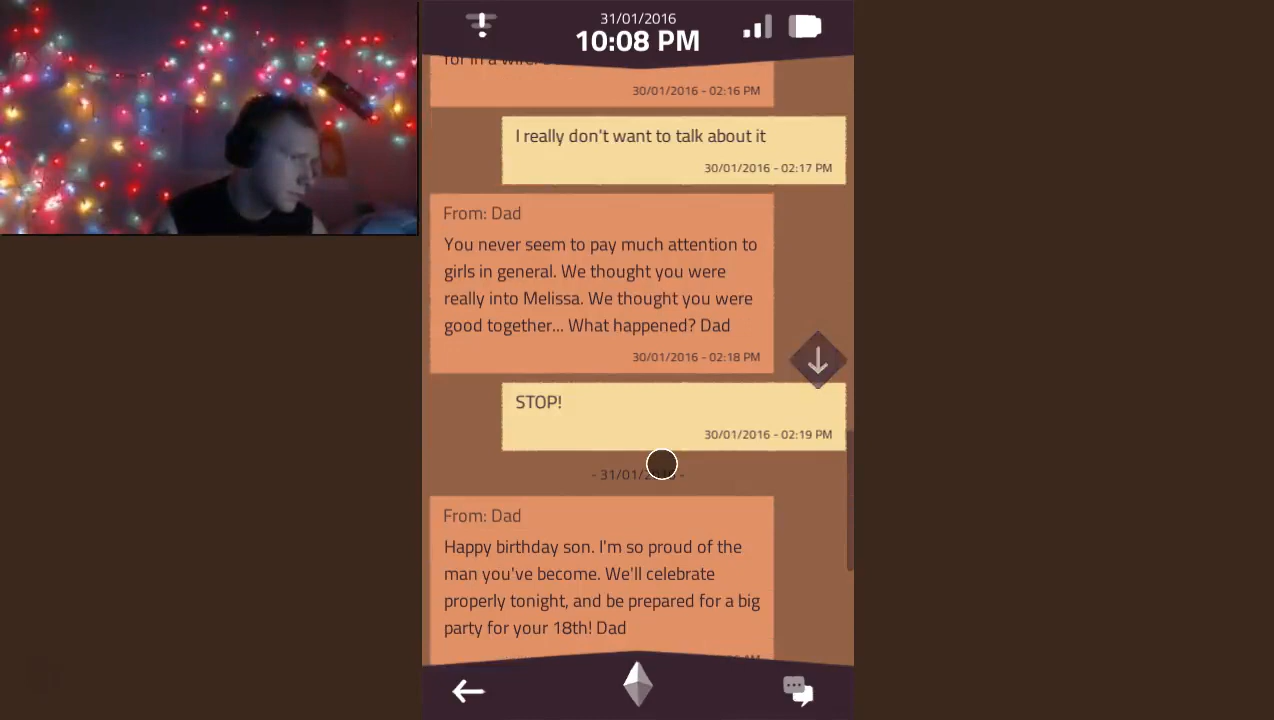 31/01/2016
10:08 PM
30/01/2016 - 02:16 PM
I really don't want to talk about it
30/01/2016 - 02:17 PM
From: Dad
You never seem to pay much attention to
girls in general. We thought you were
really into Melissa. We thought you were
good together... What happened? Dad
30/01/2016 - 02:18 PM
STOP!
30/01/2016 - 02:19 PM
- 31/01/2016 -
From: Dad
Happy birthday son. I'm so proud of the
man you've become. We'll celebrate
properly tonight, and be prepared for a big
party for your 18th! Dad